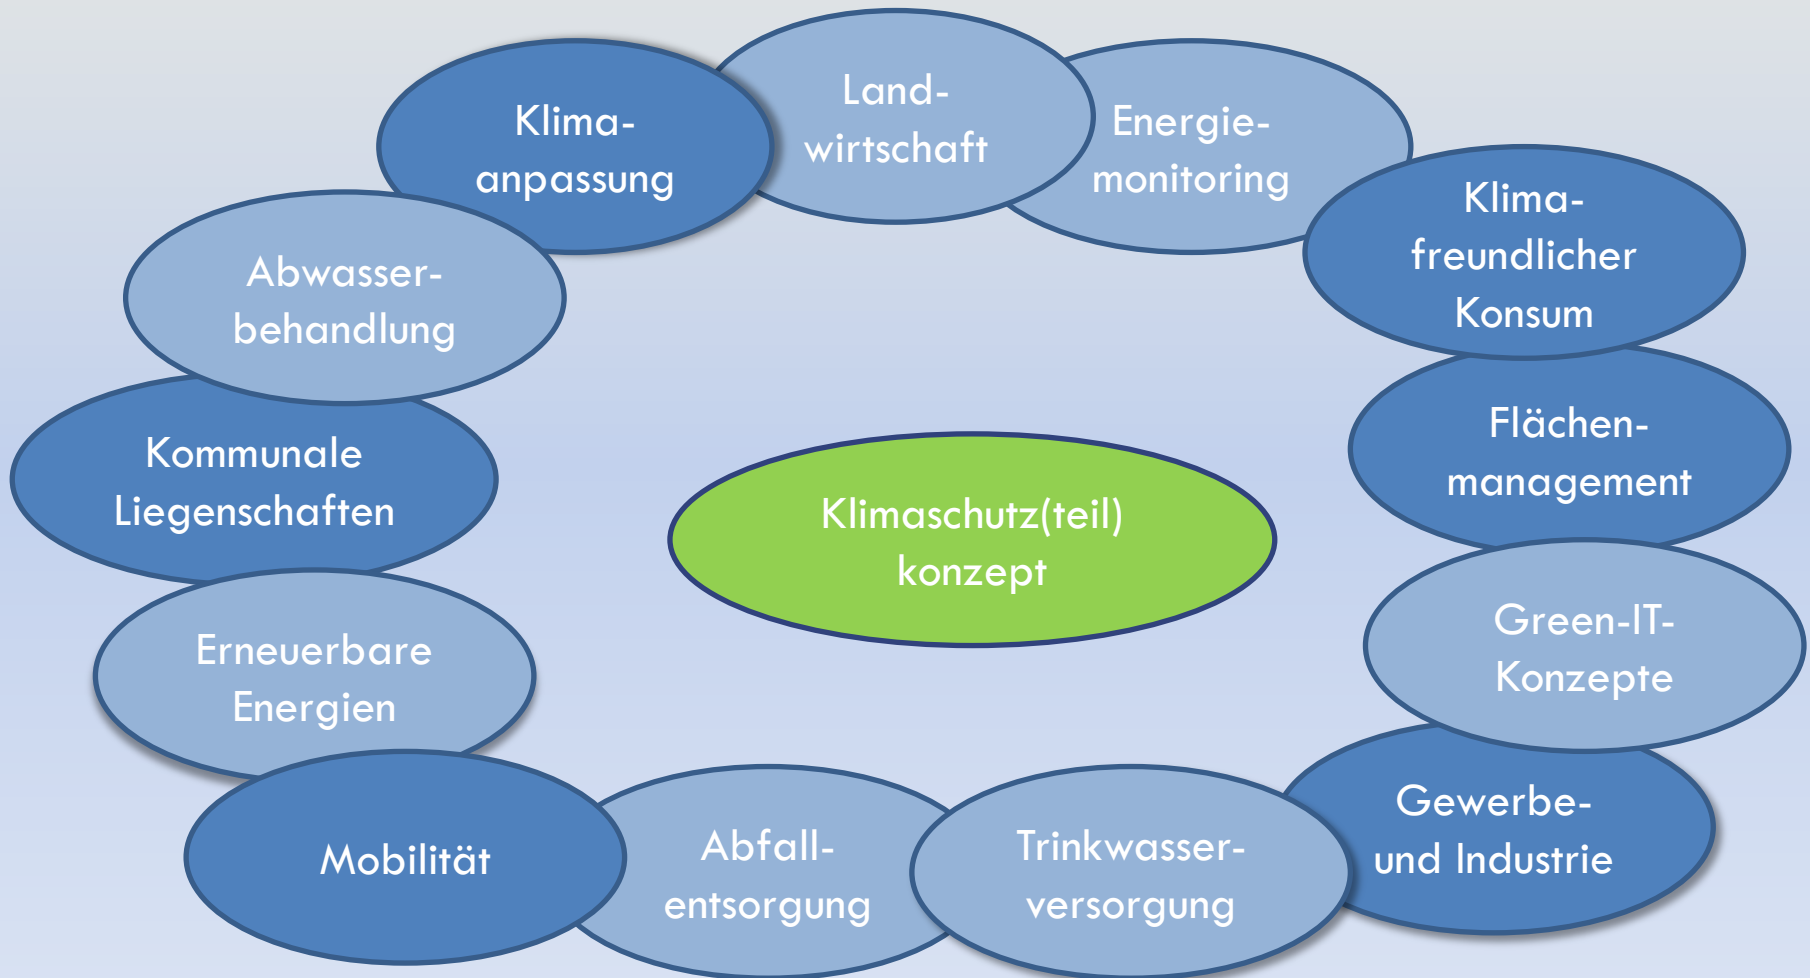 Klima-
anpassung
Land-
wirtschaft
Energie-
monitoring
Klima-
freundlicher
Konsum
Abwasser-
behandlung
Flächen-
management
Kommunale
Liegenschaften
Klimaschutz(teil)
konzept
Green-IT-
Konzepte
Erneuerbare
Energien
Gewerbe-
und Industrie
Mobilität
Abfall-
entsorgung
Trinkwasser-
versorgung